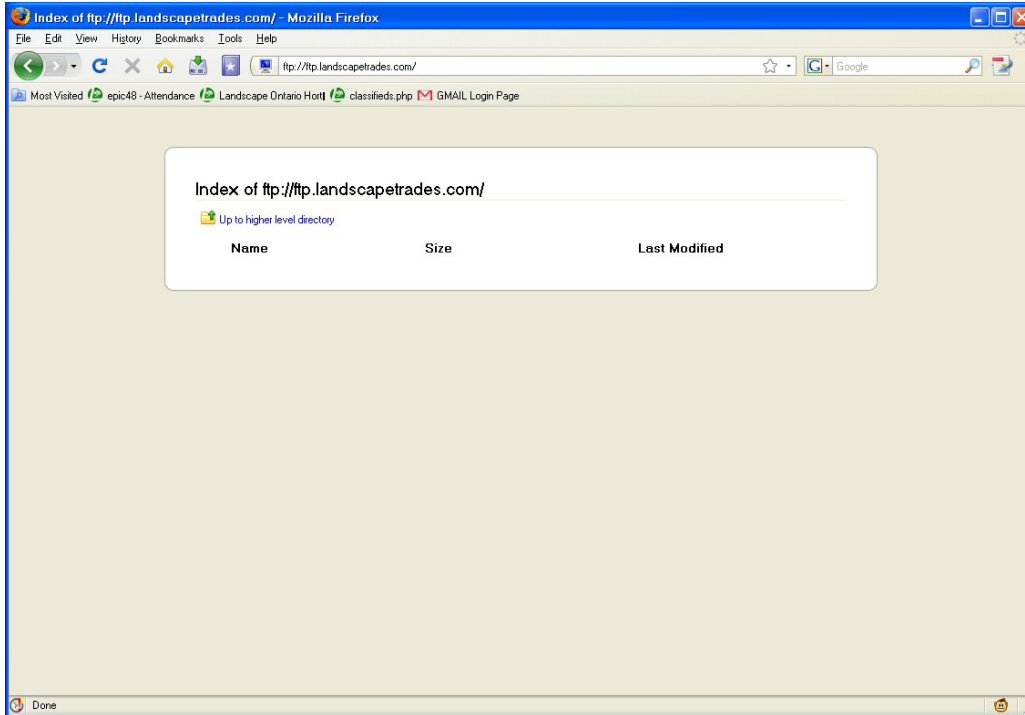 Index of ftp://ftp.landscapetrades.com/ - Mozilla Firefox
File Edit View History Bookmarks Tools Help
ftp://ftp.landscapetrades.com/ G Google
Most Visited epic48 - Attendance Landscape Ontario Hort classifieds.php GMAIL Login Page
Index of ftp://ftp.landscapetrades.com/
Up to higher level directory
Name Size Last Modified
Done